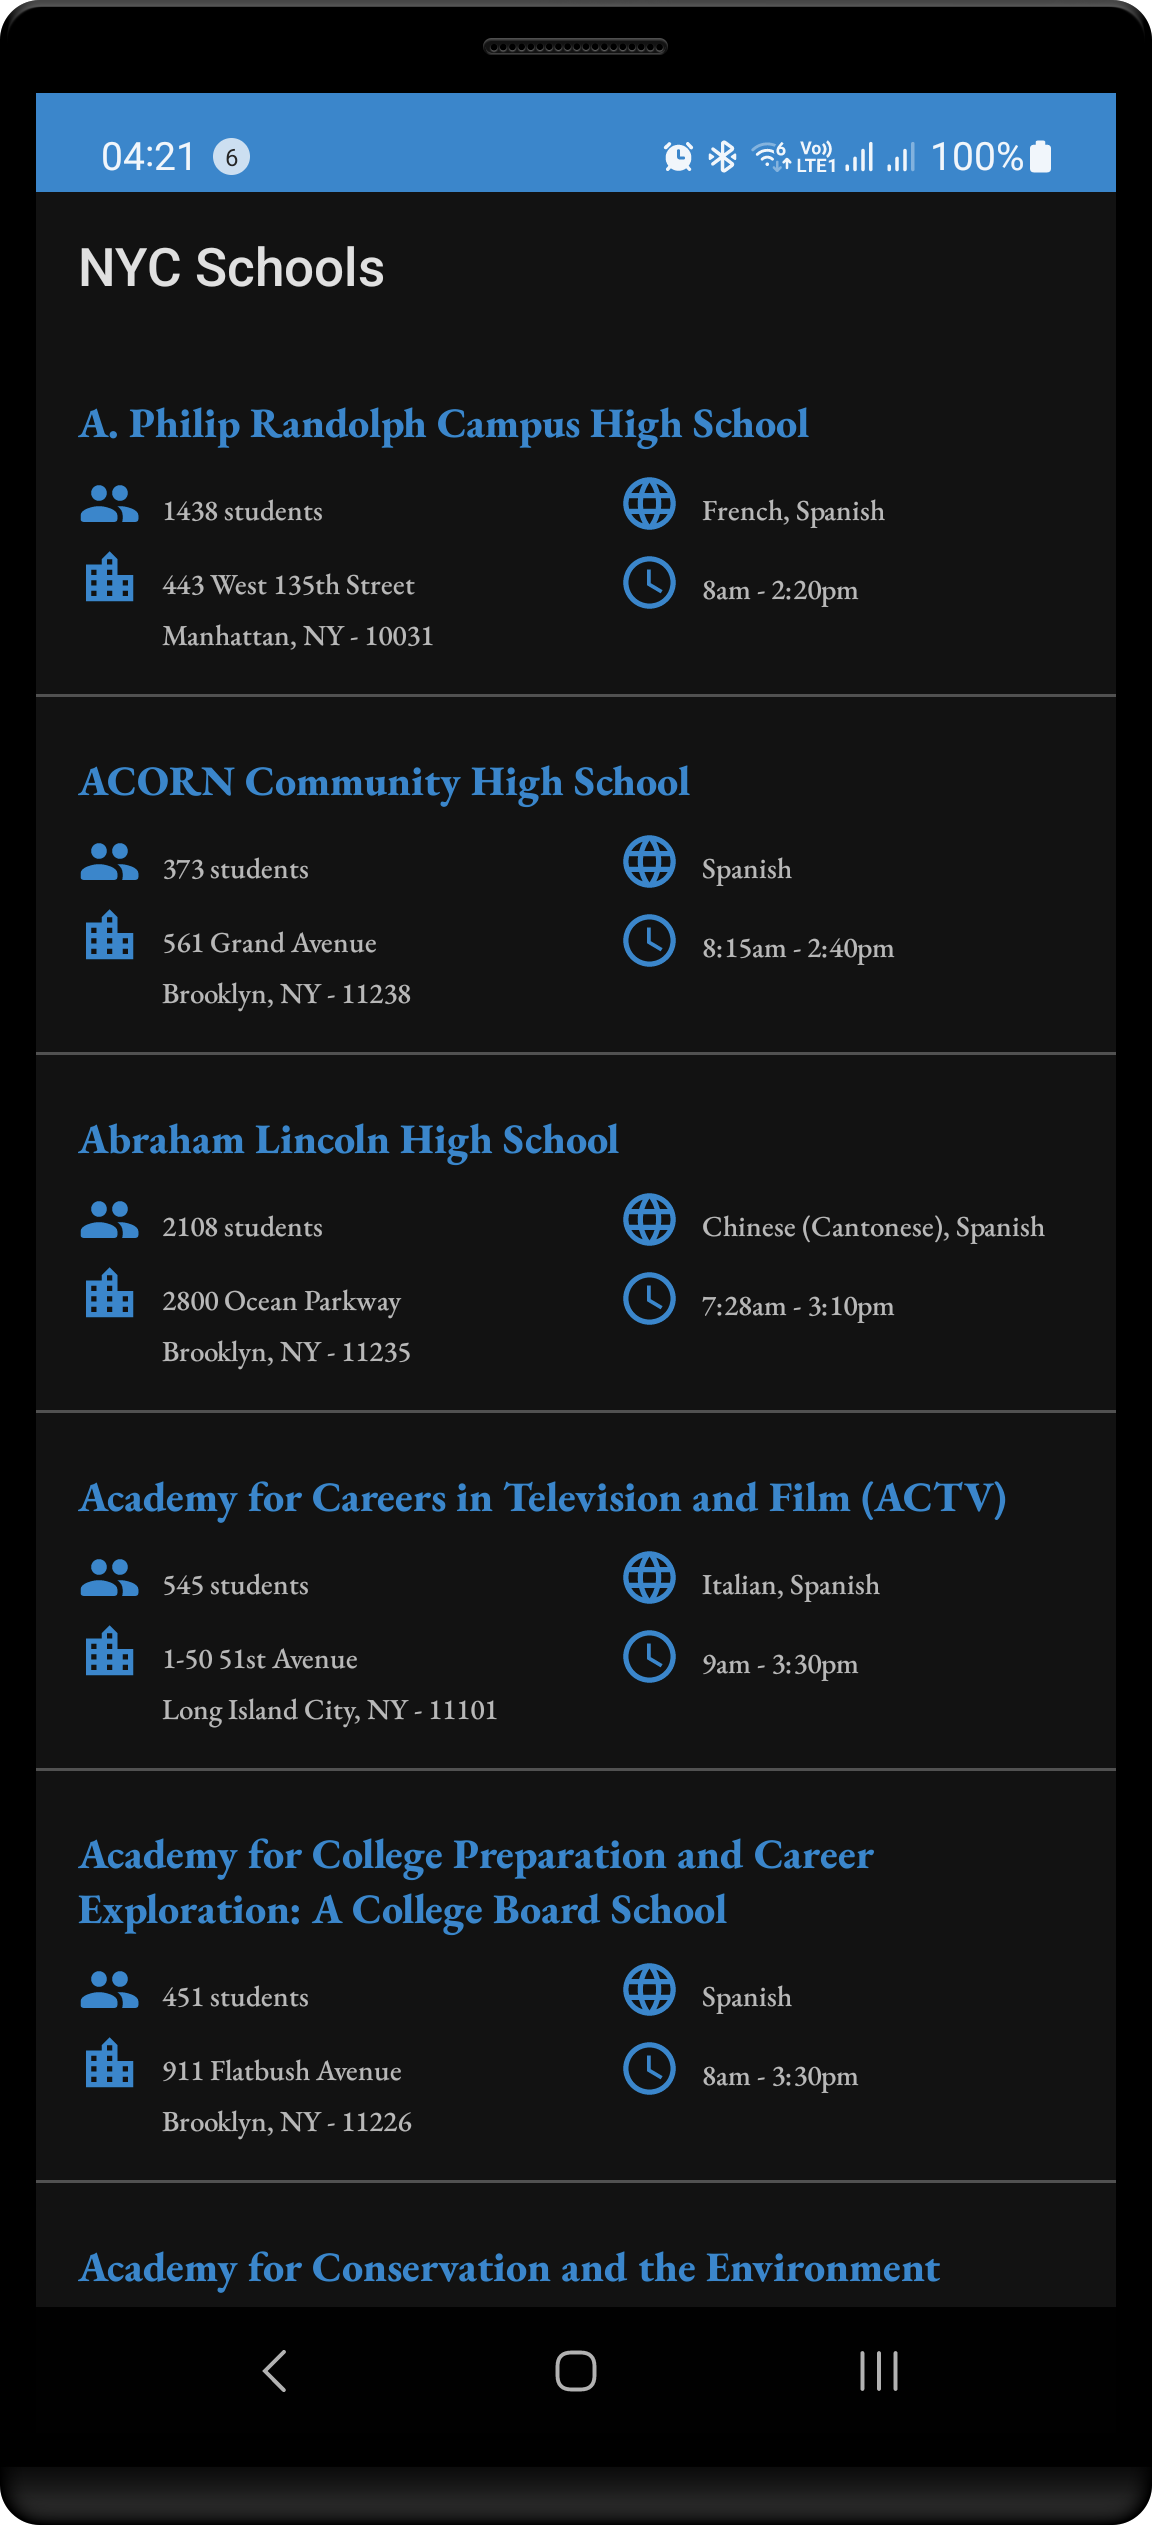 04:21 6 Vo)) LTE1 6 100%
NYC Schools
A. Philip Randolph Campus High School
1438 students French, Spanish
443 West 135th Street 8am - 2:20pm
Manhattan, NY - 10031
ACORN Community High School
373 students Spanish
561 Grand Avenue 8:15am - 2:40pm
Brooklyn, NY - 11238
Abraham Lincoln High School
2108 students Chinese (Cantonese), Spanish
2800 Ocean Parkway 7:28am - 3:10pm
Brooklyn, NY - 11235
Academy for Careers in Television and Film (ACTV)
545 students Italian, Spanish
1-50 51st Avenue 9am - 3:30pm
Long Island City, NY - 11101
Academy for College Preparation and Career
Exploration: A College Board School
451 students Spanish
911 Flatbush Avenue 8am - 3:30pm
Brooklyn, NY - 11226
Academy for Conservation and the Environment